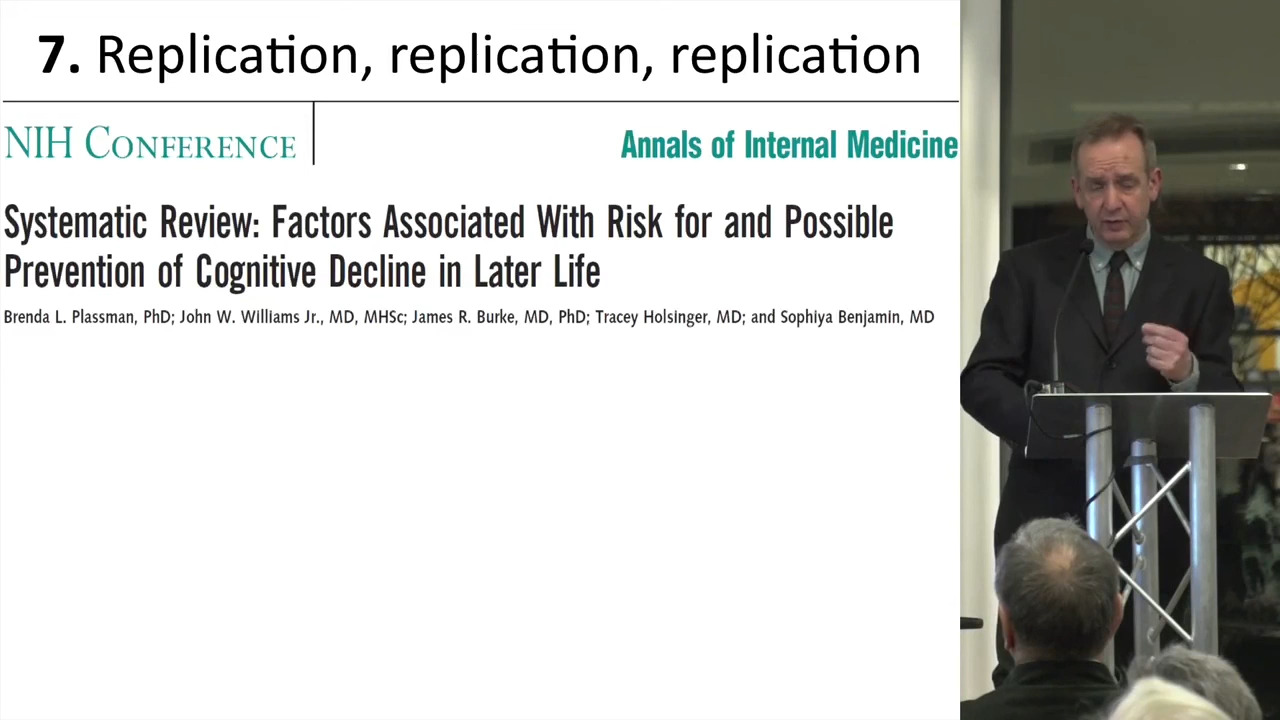 7. Replication, replication, replication
NIH CONFERENCE
Annals of Internal Medicine
Systematic Review: Factors Associated With Risk for and Possible
Prevention of Cognitive Decline in Later Life
Brenda L. Plassman, PhD; John W. Williams Jr., MD, MHSc; James R. Burke, MD, PhD; Tracey Holsinger, MD; and Sophiya Benjamin, MD